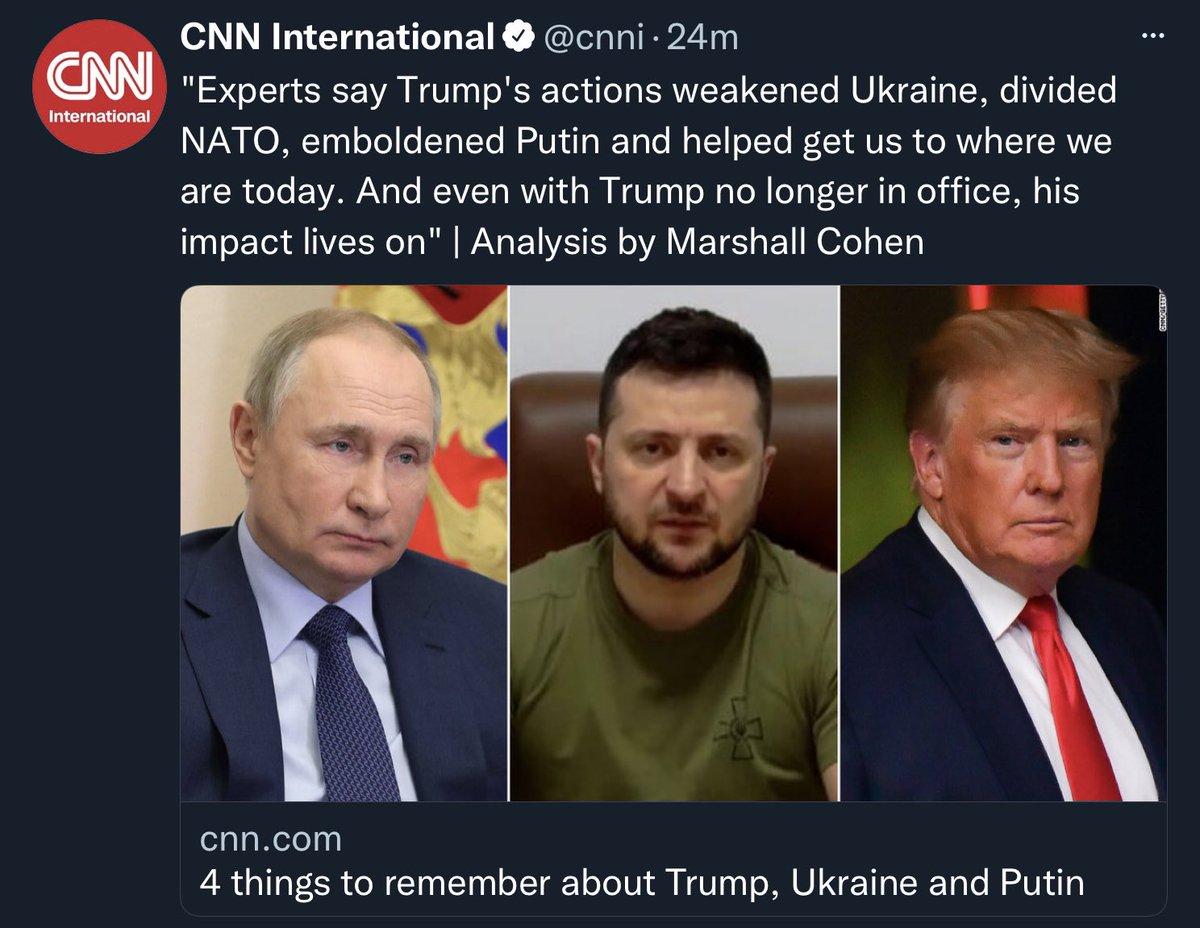 CNN International @cnni · 24m
CNN
International
"Experts say Trump's actions weakened Ukraine, divided
NATO, emboldened Putin and helped get us to where we
are today. And even with Trump no longer in office, his
impact lives on" | Analysis by Marshall Cohen
CNN/GETTY
cnn.com
4 things to remember about Trump, Ukraine and Putin